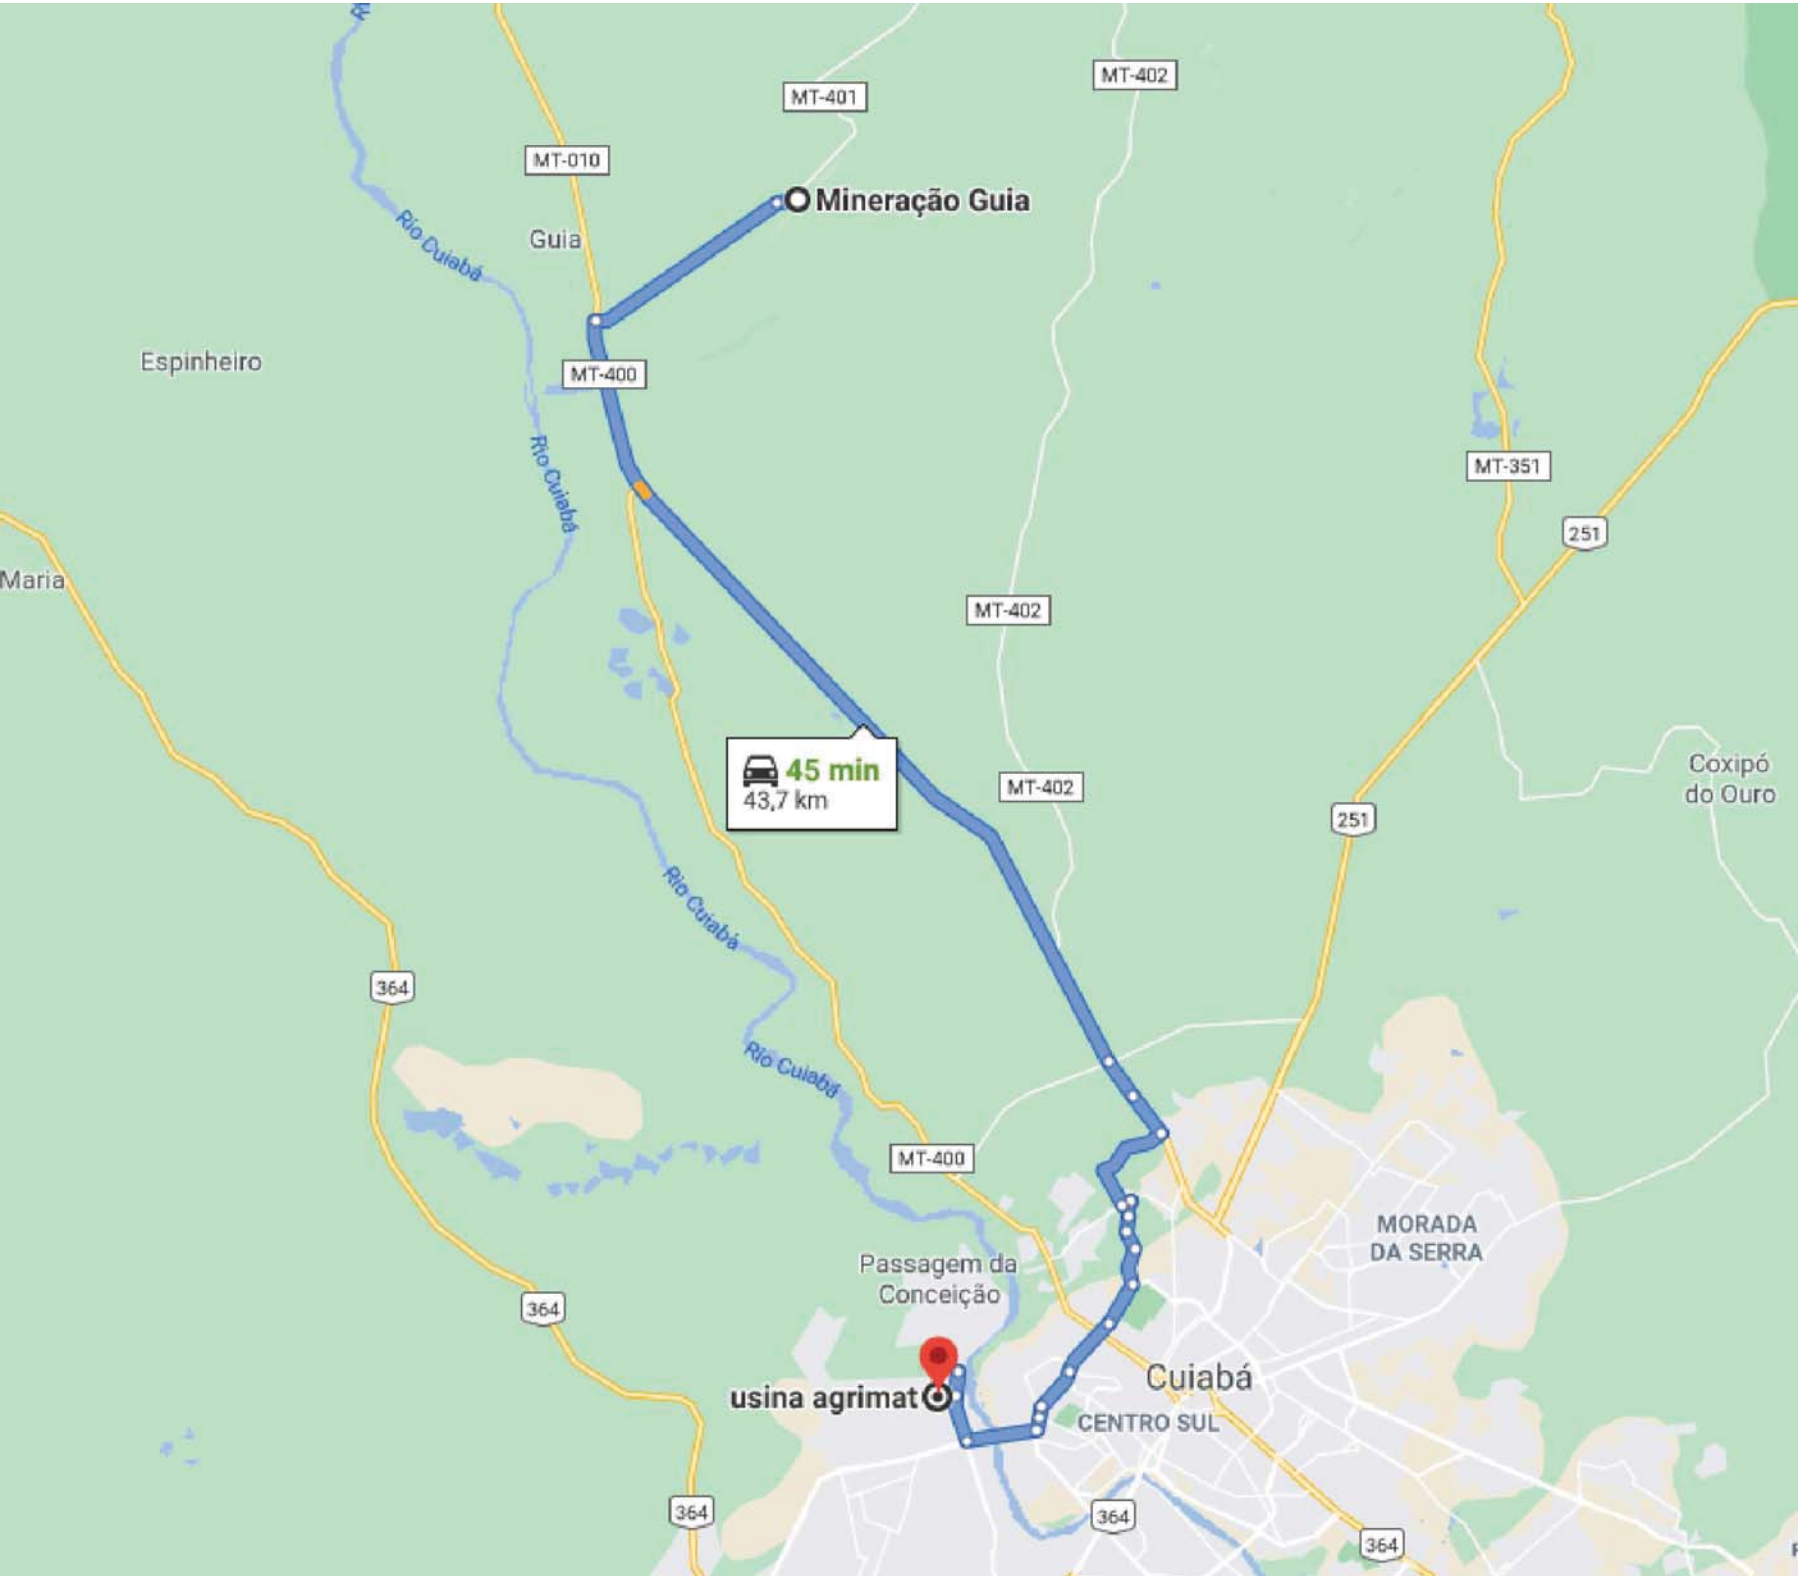 MT-402
MT-401
MT-010
Mineração Guia
Guia
Rio Cuiabá
Espinheiro
MT-400
Rio Cuiabá
MT-351
251
Maria
MT-402
45 min
43,7 km
MT-402
Coxipó
do Ouro
251
Rio Cuiabá
364
Rio Cuiabá
MT-400
MORADA
DA SERRA
Passagem da
Conceição
364
Cuiabá
usina agrimat
CENTRO SUL
364
364
364